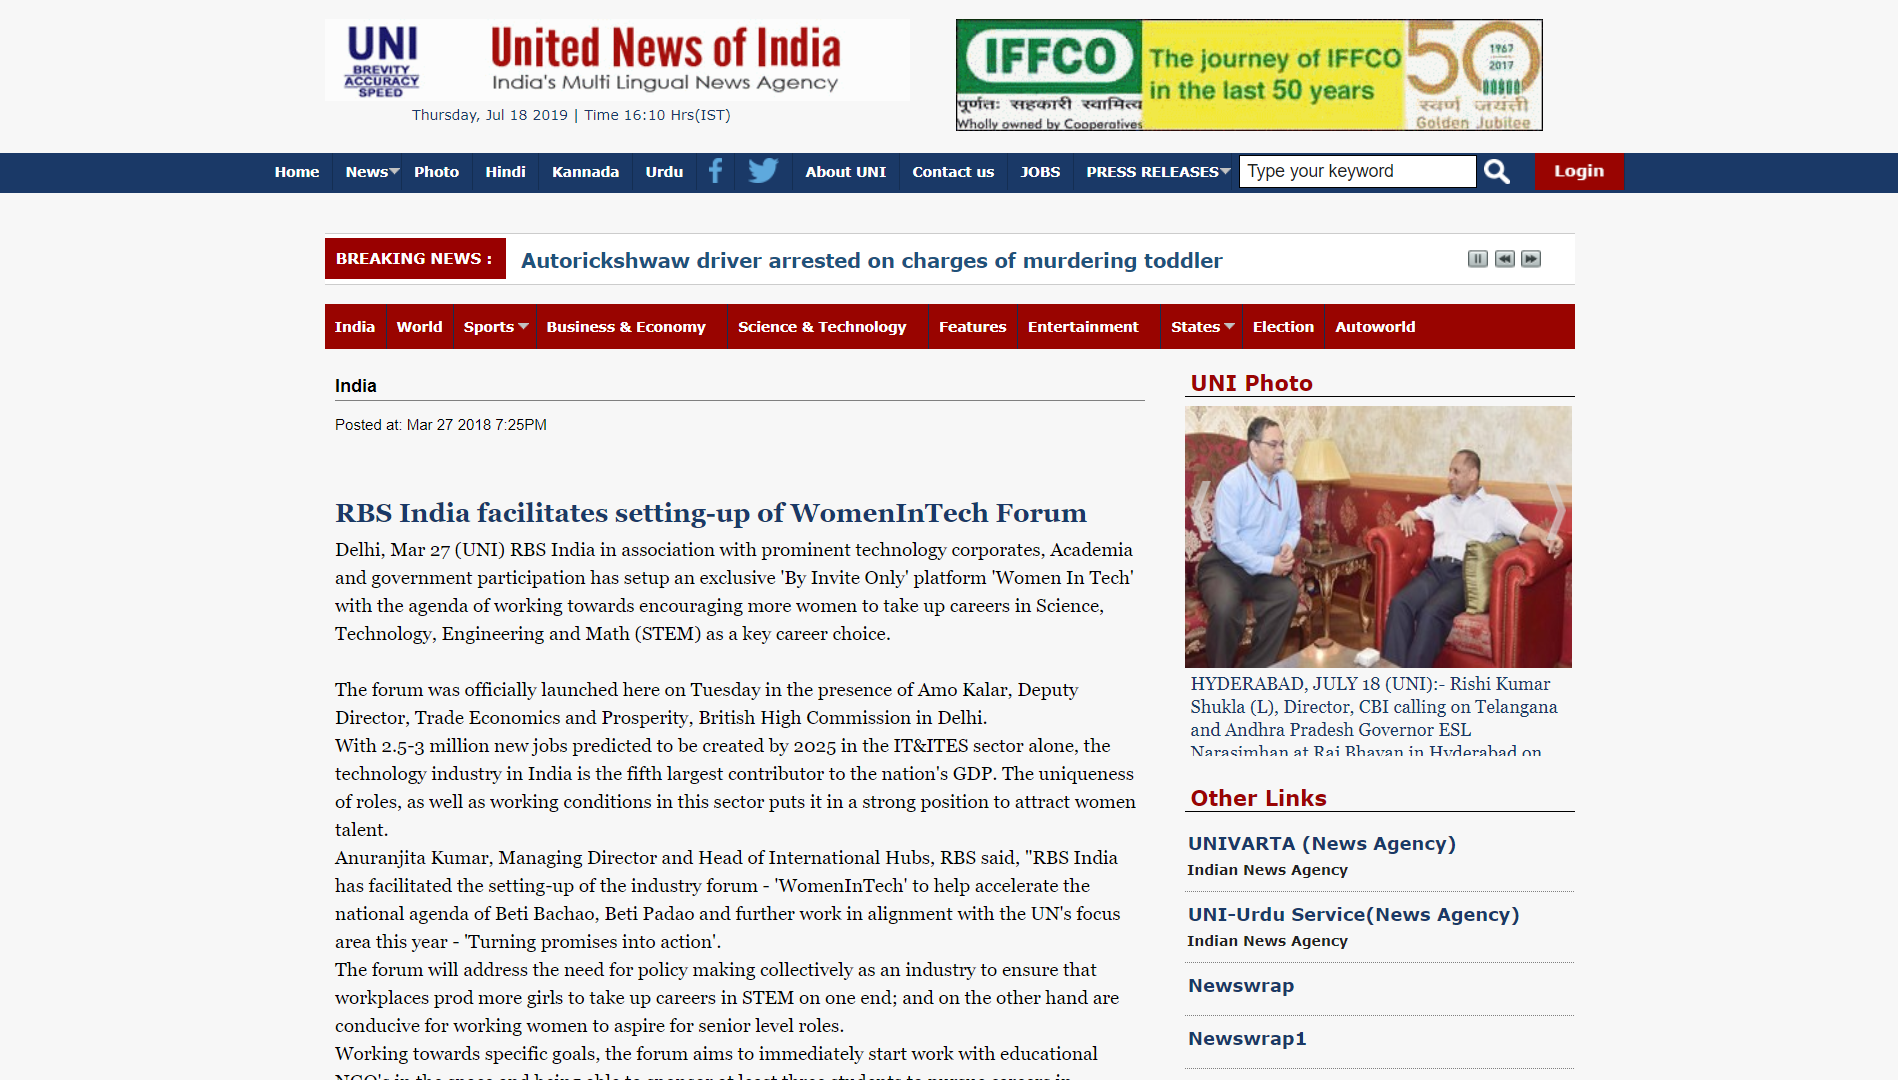 UNI
BREVITY
ACCURACY
SPEED
United News of India
India's Multi Lingual News Agency
Thursday, Jul 18 2019 | Time 16:10 Hrs(IST)
IFFCO
पूर्णतः सहकारी स्वामित्व
Wholly owned by Cooperatives
The journey of IFFCO
in the last 50 years
50
1967
2017
स्वर्ण जयंती
Golden Jubilee
Home News Photo Hindi Kannada Urdu f About UNI Contact us JOBS PRESS RELEASES Type your keyword Login
BREAKING NEWS : Autorickshwaw driver arrested on charges of murdering toddler
India World Sports Business & Economy Science & Technology Features Entertainment States Election Autoworld
India
Posted at: Mar 27 2018 7:25PM
RBS India facilitates setting-up of WomenInTech Forum
Delhi, Mar 27 (UNI) RBS India in association with prominent technology corporates, Academia
and government participation has setup an exclusive 'By Invite Only' platform 'Women In Tech'
with the agenda of working towards encouraging more women to take up careers in Science,
Technology, Engineering and Math (STEM) as a key career choice.
The forum was officially launched here on Tuesday in the presence of Amo Kalar, Deputy
Director, Trade Economics and Prosperity, British High Commission in Delhi.
With 2.5-3 million new jobs predicted to be created by 2025 in the IT&ITES sector alone, the
technology industry in India is the fifth largest contributor to the nation's GDP. The uniqueness
of roles, as well as working conditions in this sector puts it in a strong position to attract women
talent.
Anuranjita Kumar, Managing Director and Head of International Hubs, RBS said, "RBS India
has facilitated the setting-up of the industry forum - 'WomenInTech' to help accelerate the
national agenda of Beti Bachao, Beti Padao and further work in alignment with the UN's focus
area this year - 'Turning promises into action'.
The forum will address the need for policy making collectively as an industry to ensure that
workplaces prod more girls to take up careers in STEM on one end; and on the other hand are
conducive for working women to aspire for senior level roles.
Working towards specific goals, the forum aims to immediately start work with educational
NGO's in the space and being able to sponsor at least three students to pursue careers in
UNI Photo
HYDERABAD, JULY 18 (UNI):- Rishi Kumar
Shukla (L), Director, CBI calling on Telangana
and Andhra Pradesh Governor ESL
Narasimhan at Raj Bhavan in Hyderabad on
Other Links
UNIVARTA (News Agency)
Indian News Agency
UNI-Urdu Service(News Agency)
Indian News Agency
Newswrap
Newswrap1